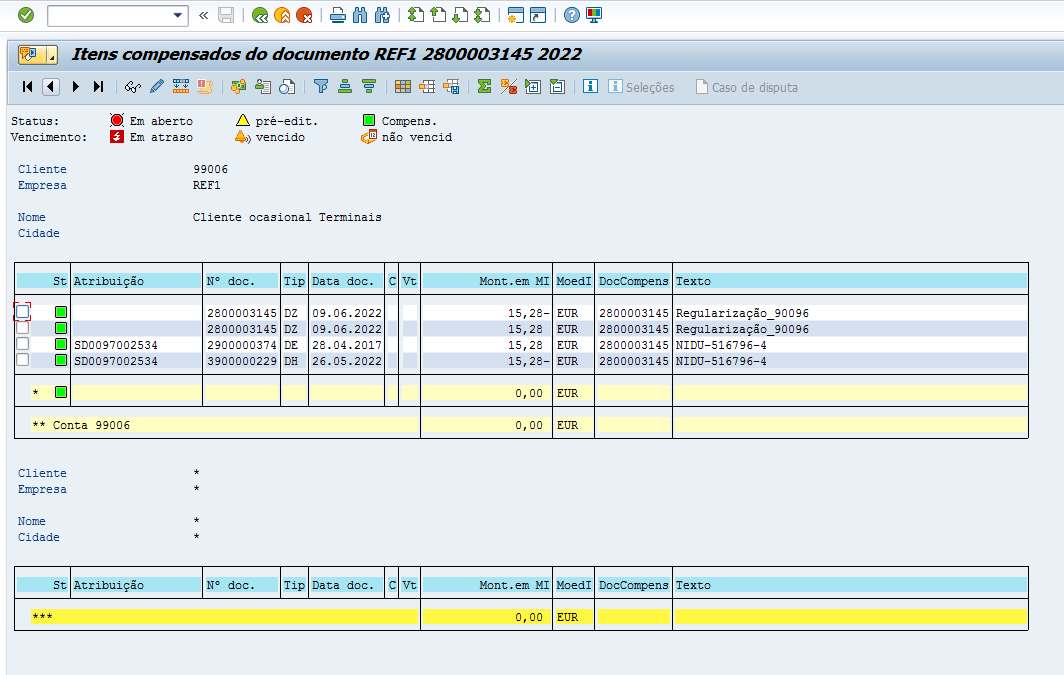 Itens compensados do documento REF1 2800003145 2022
Seleções Caso de disputa
Status: Em aberto pré-edit. Compens.
Vencimento: Em atraso vencido não vencid
Cliente 99006
Empresa REF1
Nome Cliente ocasional Terminais
Cidade
St Atribuição Nº doc. Tip Data doc. C Vt Mont.em MI MoedI DocCompens Texto
2800003145 DZ 09.06.2022 15,28- EUR 2800003145 Regularização_90096
2800003145 DZ 09.06.2022 15,28 EUR 2800003145 Regularização_90096
SD0097002534 2900000374 DE 28.04.2017 15,28 EUR 2800003145 NIDU-516796-4
SD0097002534 3900000229 DH 26.05.2022 15,28- EUR 2800003145 NIDU-516796-4
* 0,00 EUR
** Conta 99006 0,00 EUR
Cliente *
Empresa *
Nome *
Cidade *
St Atribuição Nº doc. Tip Data doc. C Vt Mont.em MI MoedI DocCompens Texto
*** 0,00 EUR